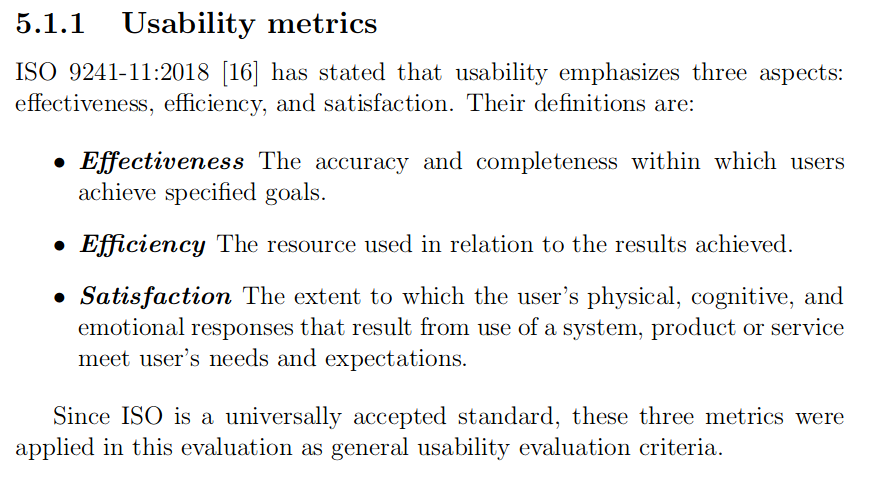 5.1.1 Usability metrics
ISO 9241-11:2018 [16] has stated that usability emphasizes three aspects:
effectiveness, efficiency, and satisfaction. Their definitions are:
• Effectiveness The accuracy and completeness within which users
achieve specified goals.
• Efficiency The resource used in relation to the results achieved.
• Satisfaction The extent to which the user's physical, cognitive, and
emotional responses that result from use of a system, product or service
meet user's needs and expectations.
Since ISO is a universally accepted standard, these three metrics were
applied in this evaluation as general usability evaluation criteria.